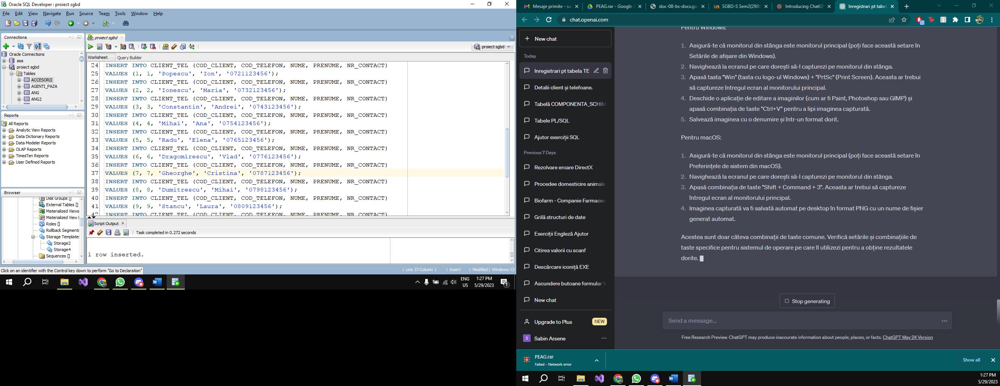 Oracle SQL Developer : proiect sgbd
File Edit View Navigate Run Source Team Tools Window Help
Connections
Oracle Connections
asa
proiect sgbd
Tables
ACCESORII
AGENTI_PAZA
ANG
ANG2
Reports
All Reports
Analytic View Reports
Data Dictionary Reports
Data Modeler Reports
OLAP Reports
TimesTen Reports
User Defined Reports
Browser
Disk Groups []
External Tables []
Materialized Views
Materialized View
Roles []
Rollback Segments
Storage Templates
Storage2
Storage4
Sequences []
proiect sgbd
proiect sgbd
Worksheet Query Builder
24 INSERT INTO CLIENT_TEL (COD_CLIENT, COD_TELEFON, NUME, PRENUME, NR_CONTACT)
25 VALUES (1, 1, 'Popescu', 'Ion', '0721123456');
26 INSERT INTO CLIENT_TEL (COD_CLIENT, COD_TELEFON, NUME, PRENUME, NR_CONTACT)
27 VALUES (2, 2, 'Ionescu', 'Maria', '0732123456');
28 INSERT INTO CLIENT_TEL (COD_CLIENT, COD_TELEFON, NUME, PRENUME, NR_CONTACT)
29 VALUES (3, 3, 'Constantin', 'Andrei', '0743123456');
30 INSERT INTO CLIENT_TEL (COD_CLIENT, COD_TELEFON, NUME, PRENUME, NR_CONTACT)
31 VALUES (4, 4, 'Mihai', 'Ana', '0754123456');
32 INSERT INTO CLIENT_TEL (COD_CLIENT, COD_TELEFON, NUME, PRENUME, NR_CONTACT)
33 VALUES (5, 5, 'Radu', 'Elena', '0765123456');
34 INSERT INTO CLIENT_TEL (COD_CLIENT, COD_TELEFON, NUME, PRENUME, NR_CONTACT)
35 VALUES (6, 6, 'Dragomirescu', 'Vlad', '0776123456');
36 INSERT INTO CLIENT_TEL (COD_CLIENT, COD_TELEFON, NUME, PRENUME, NR_CONTACT)
37 VALUES (7, 7, 'Gheorghe', 'Cristina', '0787123456');
38 INSERT INTO CLIENT_TEL (COD_CLIENT, COD_TELEFON, NUME, PRENUME, NR_CONTACT)
39 VALUES (8, 8, 'Dumitrescu', 'Mihai', '0798123456');
40 INSERT INTO CLIENT_TEL (COD_CLIENT, COD_TELEFON, NUME, PRENUME, NR_CONTACT)
41 VALUES (9, 9, 'Stancu', 'Laura', '0809123456');
42 INSERT INTO CLIENT_TEL (COD_CLIENT, COD_TELEFON, NUME, PRENUME, NR_CONTACT)
Script Output
Task completed in 0.272 seconds
1 row inserted.
Click on an identifier with the Control key down to perform "Go to Declaration"
Line 37 Column 1 | Insert | Modified | Windows: CF
ENG US
1:27 PM
5/29/2023
Mesaje primite - sa
PEAG.rar - Google
doc-08-bs-docs.go
SGBD-S Sem2(2980
Introducing ChatGP
Inregistrari pt tabel
chat.openai.com
New chat
Today
Inregistrari pt tabela TE
Detalii client și telefoane.
Tabelă COMPONENTA_SCHIM
Tabele PL/SQL
Ajutor exerciții SQL
Previous 7 Days
Rezolvare eroare DirectX
Procedee domesticire animale
Biofarm - Companie Farmaceu
Grilă structuri de date
Exerciții Engleză Ajutor
Citirea valorii cu scanf
Descărcare iconiță EXE
Ascundere butoane formular V
New chat
Upgrade to Plus NEW
S Sabin Arsene
Pentru Windows:
1. Asigură-te că monitorul din stânga este monitorul principal (poți face această setare în
Setările de afișare din Windows).
2. Navighează la ecranul pe care dorești să-l capturezi pe monitorul din stânga.
3. Apasă tasta "Win" (tasta cu logo-ul Windows) + "PrtSc" (Print Screen). Aceasta ar trebui
să captureze întregul ecran al monitorului principal.
4. Deschide o aplicație de editare a imaginilor (cum ar fi Paint, Photoshop sau GIMP) și
apasă combinația de taste "Ctrl+V" pentru a lipi imaginea capturată.
5. Salvează imaginea cu o denumire și într-un format dorit.
Pentru macOS:
1. Asigură-te că monitorul din stânga este monitorul principal (poți face această setare în
Preferințele de sistem din macOS).
2. Navighează la ecranul pe care dorești să-l capturezi pe monitorul din stânga.
3. Apasă combinația de taste "Shift + Command + 3". Aceasta ar trebui să captureze
întregul ecran al monitorului principal.
4. Imaginea capturată va fi salvată automat pe desktop în format PNG cu un nume de fișier
generat automat.
Acestea sunt doar câteva combinații de taste comune. Verifică setările și combinațiile de
taste specifice pentru sistemul de operare pe care îl utilizezi pentru a obține rezultatele
dorite.
Stop generating
Send a message...
Free Research Preview. ChatGPT may produce inaccurate information about people, places, or facts. ChatGPT May 24 Version
PEAG.rar
Failed - Network error
Show all
1:27 PM
5/29/2023